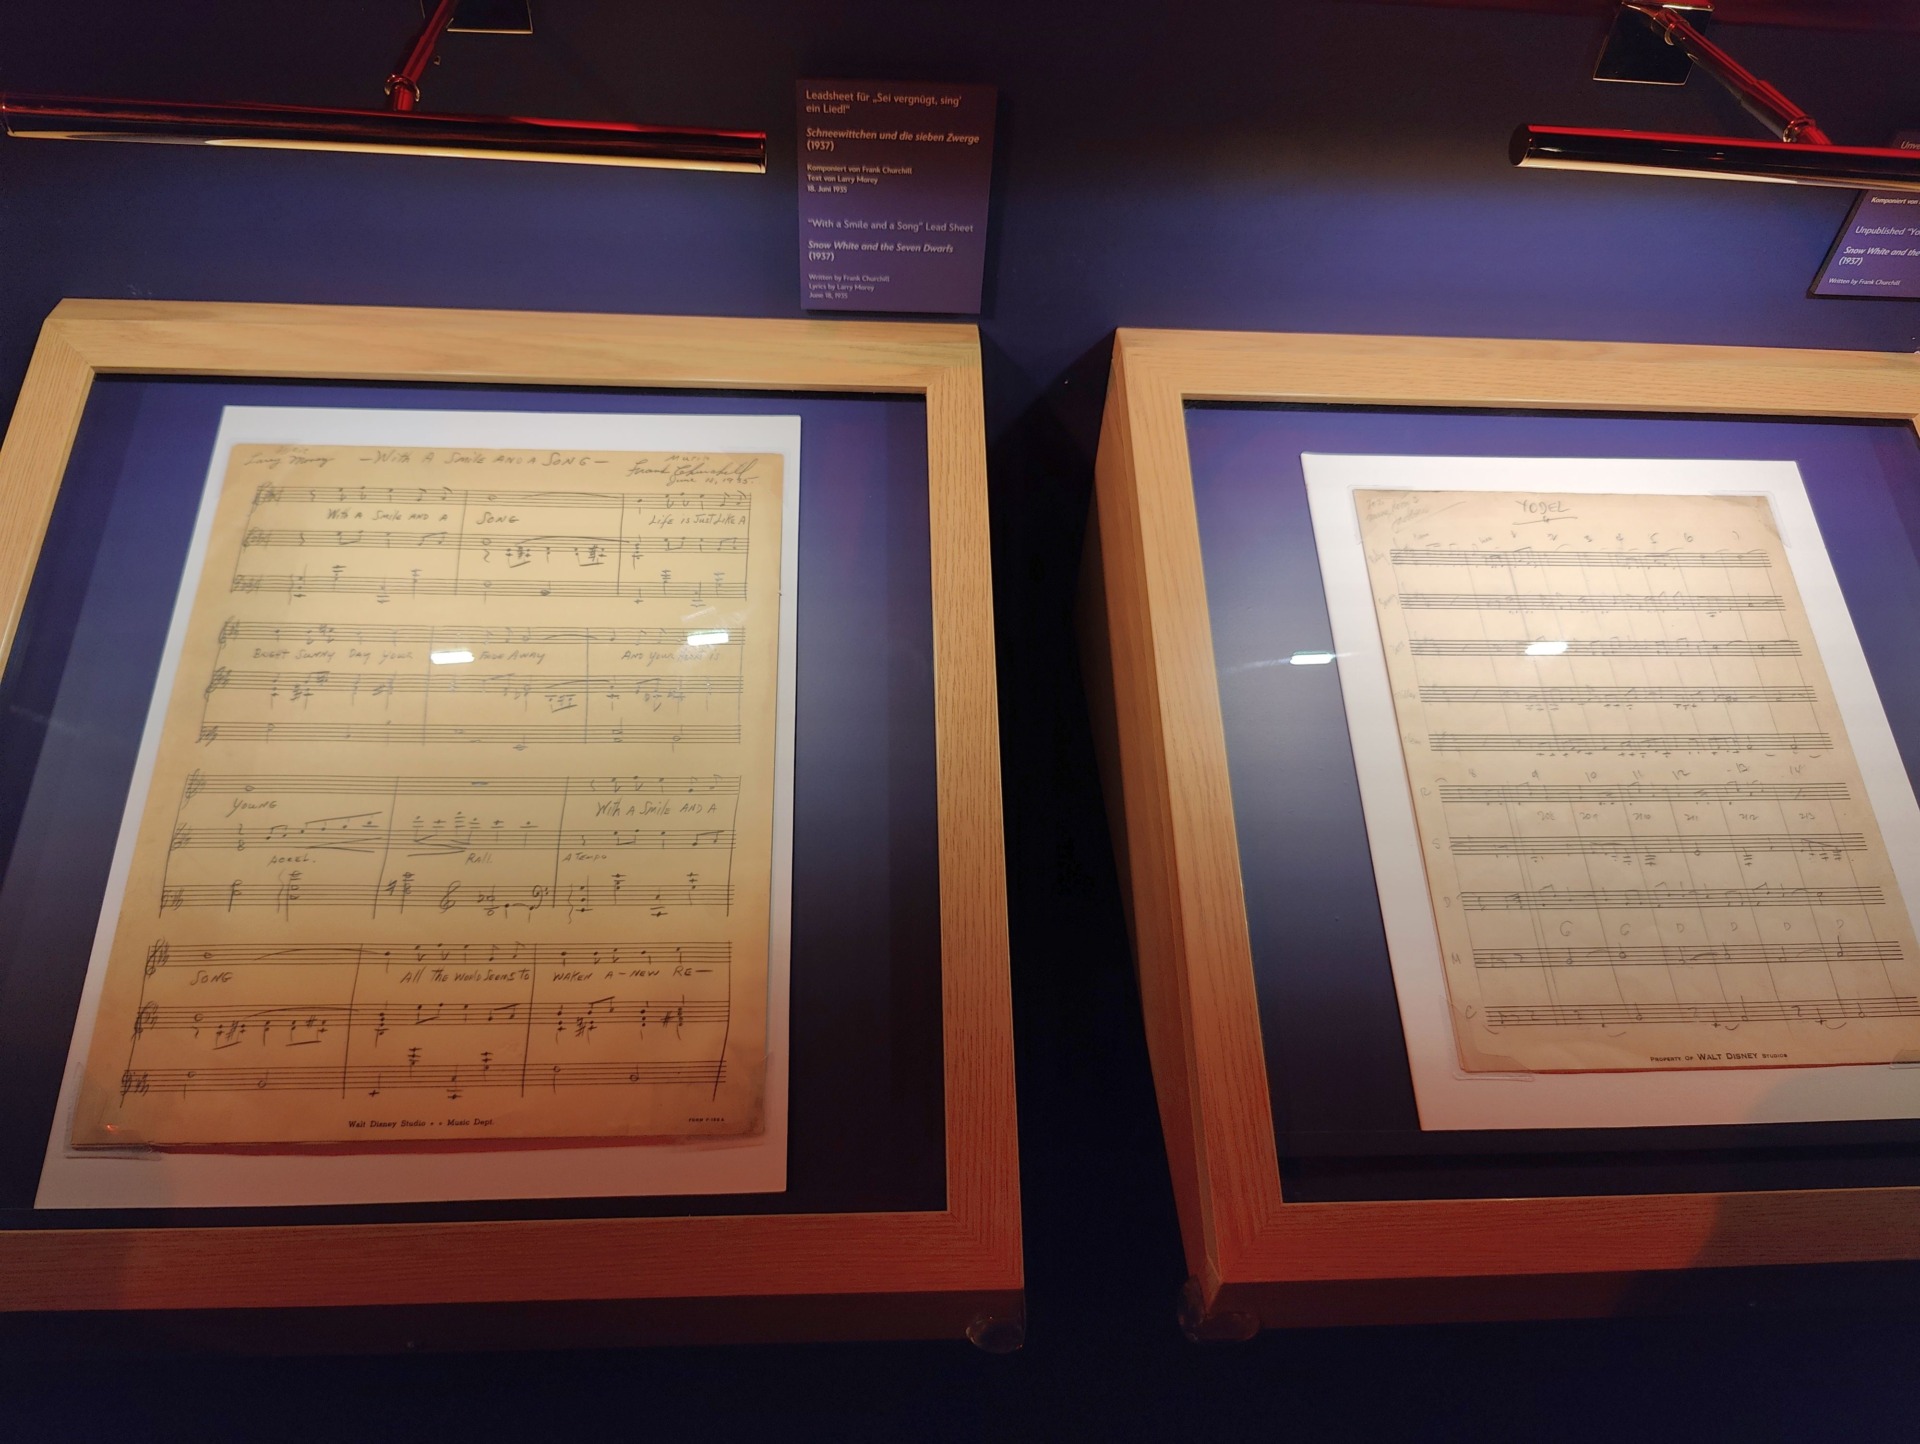 Leadsheet für „Sei vergnügt, sing'
ein Lied!“
Schneewittchen und die sieben Zwerge
(1937)
Komponiert von Frank Churchill
Text von Larry Morey
18. Juni 1935
"With a Smile and a Song" Lead Sheet
Snow White and the Seven Dwarfs
(1937)
Written by Frank Churchill
Lyrics by Larry Morey
June 18, 1935
Komponiert von
Unpublished "Yo
Snow White and the
(1937)
Written by Frank Churchill
Larry Morey
—WITH A SMILE AND A SONG—
MUSIC
Frank Churchill
WITH A SMILE AND A SONG LIFE IS JUST LIKE A
SUNNY DAY YOUR FADE AWAY AND YOUR
YOUNG WITH A SMILE AND A
ACCEL. RALL. A TEMPO
SONG ALL THE WORLD SEEMS TO WAKEN A-NEW RE-
Walt Disney Studio • • Music Dept.
YODEL
1 2 3 4 5 6 7
8 9 10 11 12 13 14
R
S
D
G G D D D D
M
C
PROPERTY OF WALT DISNEY STUDIOS